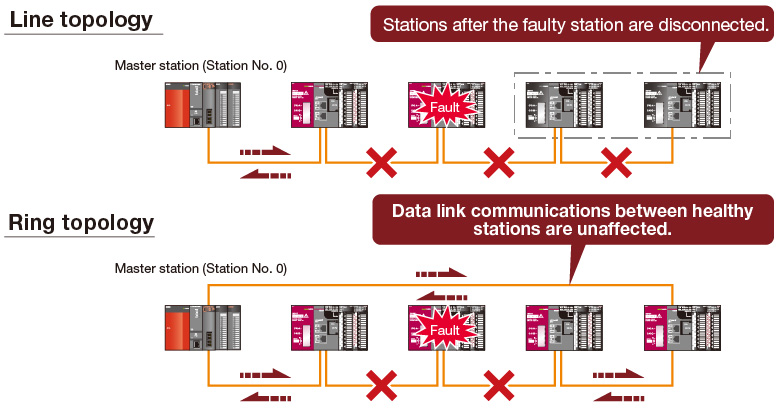 Line topology
Stations after the faulty station are disconnected.
Master station (Station No. 0)
Fault
Ring topology
Data link communications between healthy
stations are unaffected.
Master station (Station No. 0)
Fault